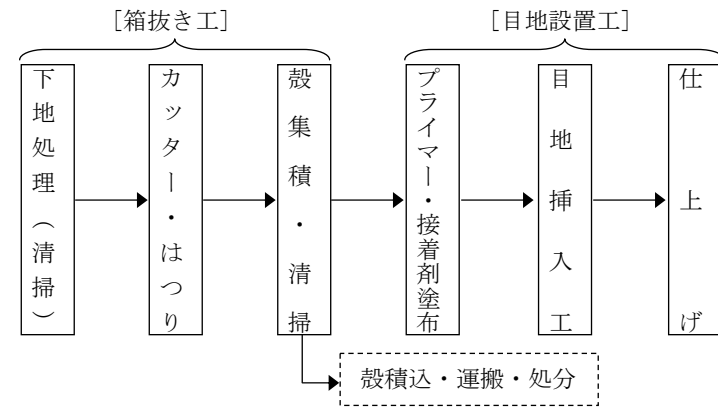 [箱抜き工]
[目地設置工]
下地処理（清掃）
カッター・はつり
殻集積・清掃
プライマー・接着剤塗布
目地挿入工
仕上げ
殻積込・運搬・処分